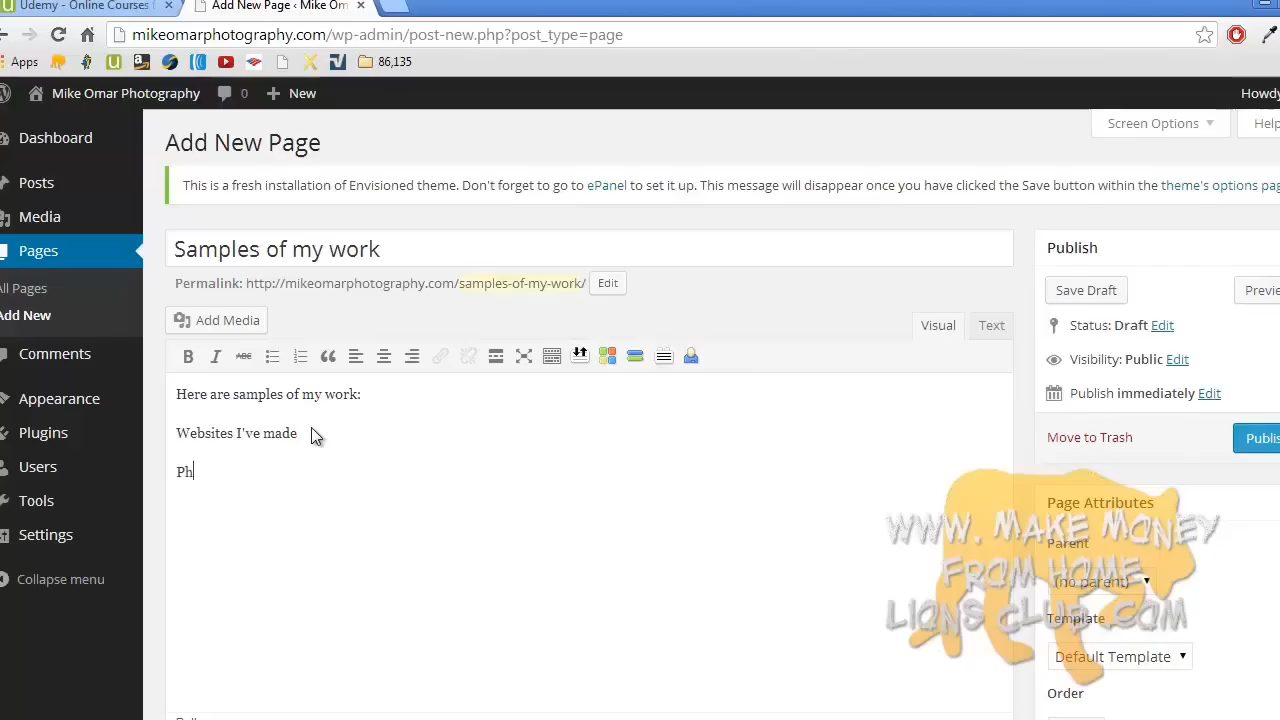 Udemy - Online Courses
Add New Page ‹ Mike Om
mikeomarphotography.com/wp-admin/post-new.php?post_type=page
Apps
86,135
Mike Omar Photography
0
New
Howdy
Dashboard
Posts
Media
Pages
All Pages
Add New
Comments
Appearance
Plugins
Users
Tools
Settings
Collapse menu
Screen Options
Help
Add New Page
This is a fresh installation of Envisioned theme. Don't forget to go to ePanel to set it up. This message will disappear once you have clicked the Save button within the theme's options pag
Samples of my work
Permalink: http://mikeomarphotography.com/samples-of-my-work/
Edit
Add Media
Visual
Text
B I ABC
Here are samples of my work:
Websites I've made
Ph
Publish
Save Draft
Previe
Status: Draft Edit
Visibility: Public Edit
Publish immediately Edit
Move to Trash
Publis
Page Attributes
Parent
(no parent)
Template
Default Template
Order
www. Make Money
From Home
Lions Club .com